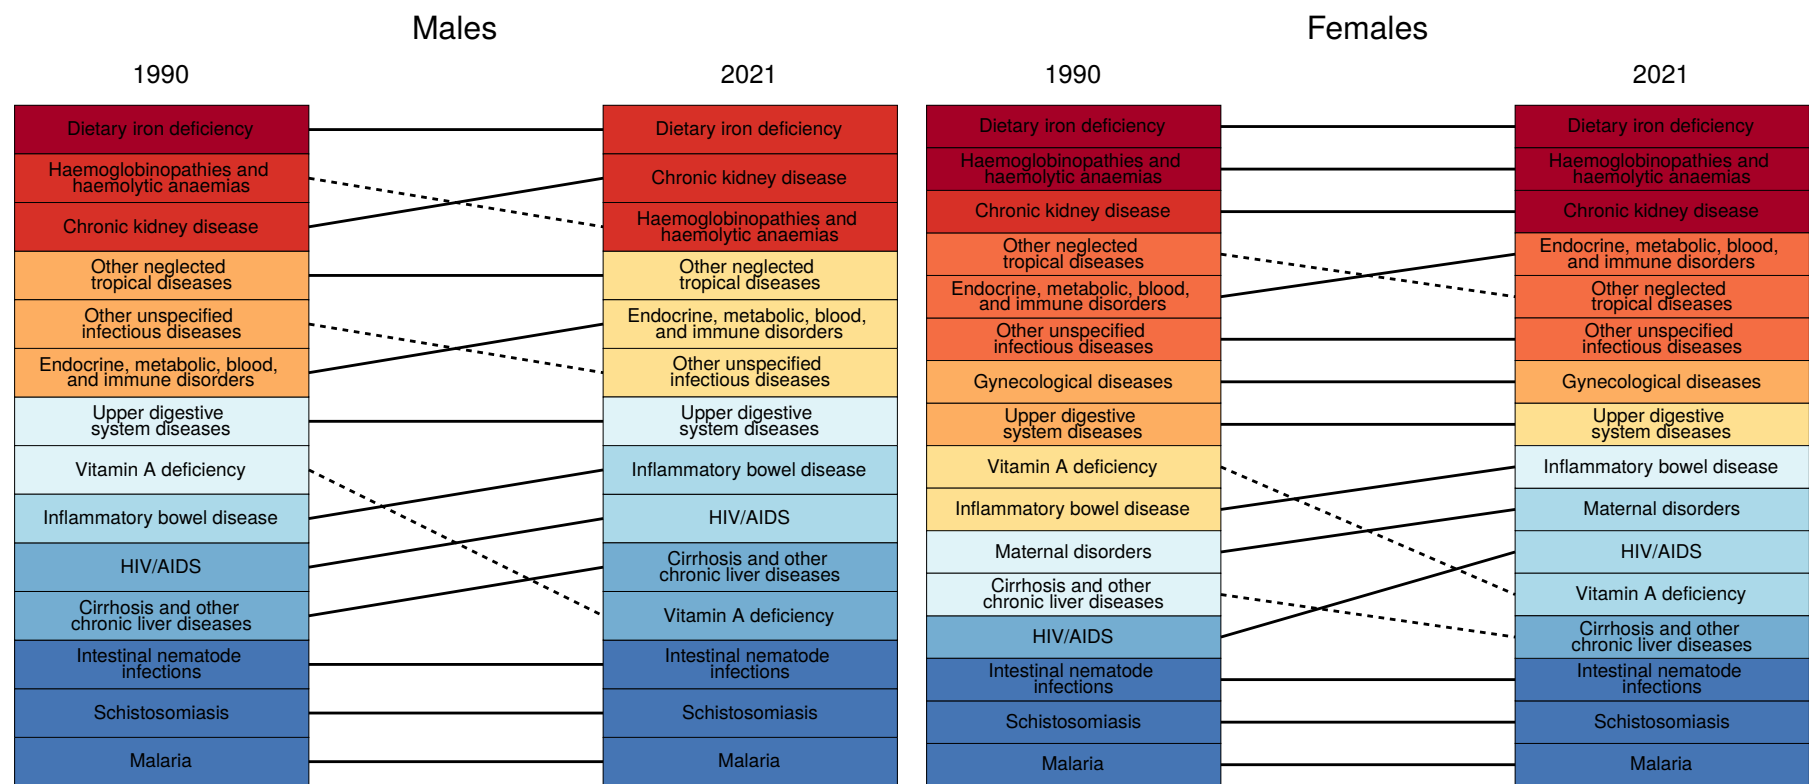 Males
1990
2021
Dietary iron deficiency
Haemoglobinopathies and
haemolytic anaemias
Chronic kidney disease
Other neglected
tropical diseases
Other unspecified
infectious diseases
Endocrine, metabolic, blood,
and immune disorders
Upper digestive
system diseases
Vitamin A deficiency
Inflammatory bowel disease
HIV/AIDS
Cirrhosis and other
chronic liver diseases
Intestinal nematode
infections
Schistosomiasis
Malaria
Dietary iron deficiency
Chronic kidney disease
Haemoglobinopathies and
haemolytic anaemias
Other neglected
tropical diseases
Endocrine, metabolic, blood,
and immune disorders
Other unspecified
infectious diseases
Upper digestive
system diseases
Inflammatory bowel disease
HIV/AIDS
Cirrhosis and other
chronic liver diseases
Vitamin A deficiency
Intestinal nematode
infections
Schistosomiasis
Malaria
Females
1990
2021
Dietary iron deficiency
Haemoglobinopathies and
haemolytic anaemias
Chronic kidney disease
Other neglected
tropical diseases
Endocrine, metabolic, blood,
and immune disorders
Other unspecified
infectious diseases
Gynecological diseases
Upper digestive
system diseases
Vitamin A deficiency
Inflammatory bowel disease
Maternal disorders
Cirrhosis and other
chronic liver diseases
HIV/AIDS
Intestinal nematode
infections
Schistosomiasis
Malaria
Dietary iron deficiency
Haemoglobinopathies and
haemolytic anaemias
Chronic kidney disease
Endocrine, metabolic, blood,
and immune disorders
Other neglected
tropical diseases
Other unspecified
infectious diseases
Gynecological diseases
Upper digestive
system diseases
Inflammatory bowel disease
Maternal disorders
HIV/AIDS
Vitamin A deficiency
Cirrhosis and other
chronic liver diseases
Intestinal nematode
infections
Schistosomiasis
Malaria